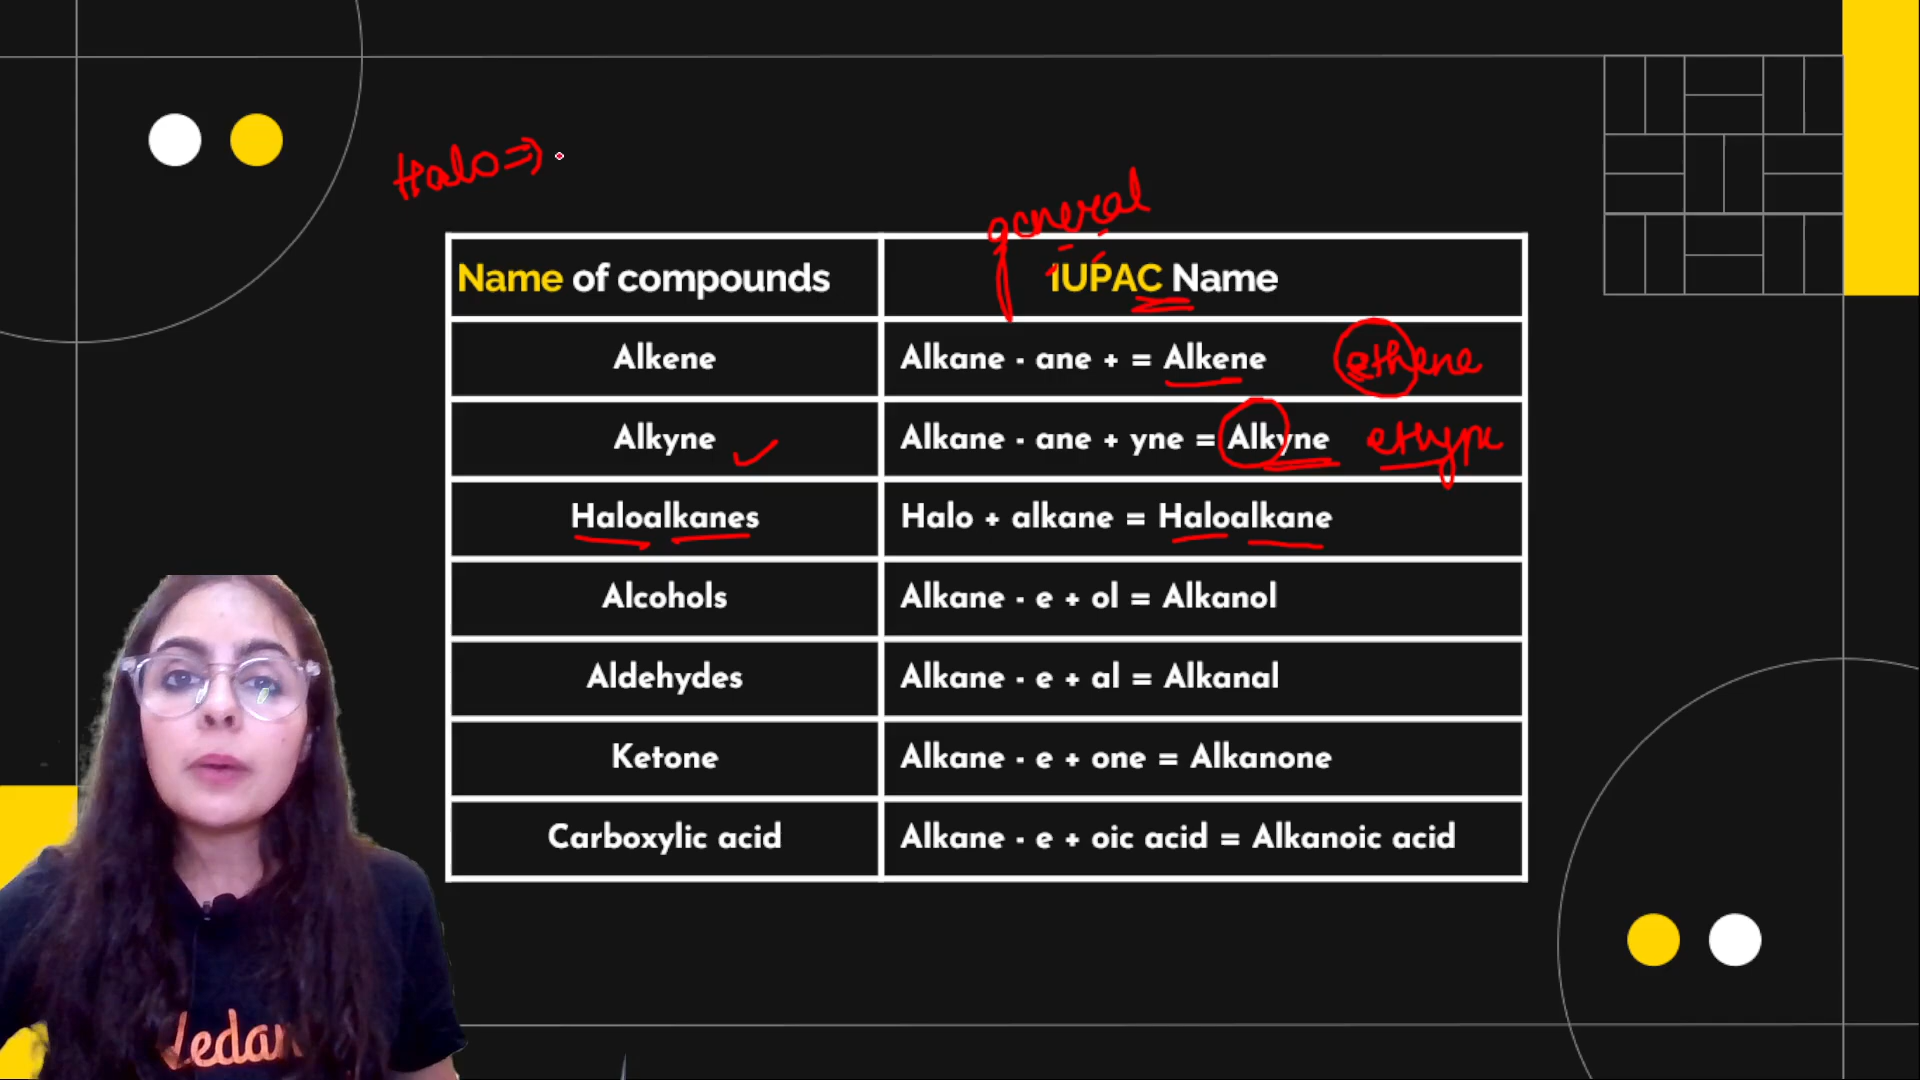 Halo ⇒
general
Name of compounds IUPAC Name
Alkene Alkane - ane + = Alkene ethene
Alkyne ✓ Alkane - ane + yne = Alkyne ethyne
Haloalkanes Halo + alkane = Haloalkane
Alcohols Alkane - e + ol = Alkanol
Aldehydes Alkane - e + al = Alkanal
Ketone Alkane - e + one = Alkanone
Carboxylic acid Alkane - e + oic acid = Alkanoic acid
Vedan